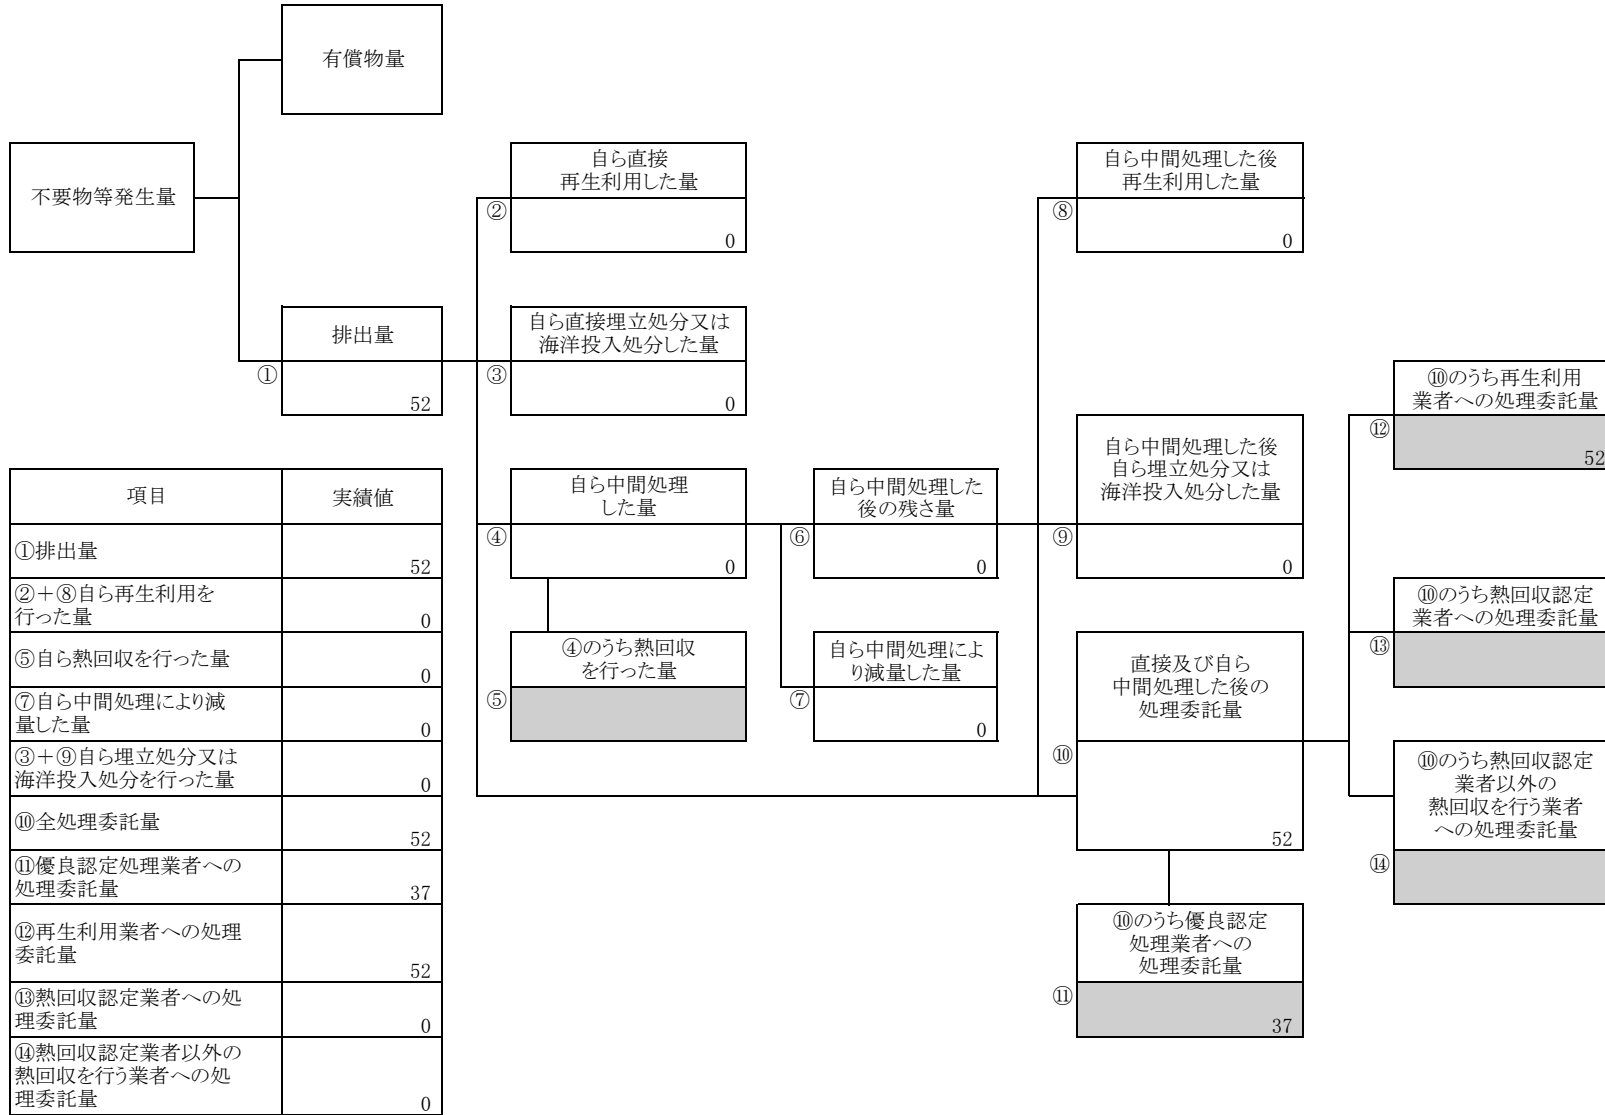 有償物量
不要物等発生量
自ら直接
再生利用した量
②
0
自ら中間処理した後
再生利用した量
⑧
0
排出量
①
52
自ら直接埋立処分又は
海洋投入処分した量
③
0
⑩のうち再生利用
業者への処理委託量
⑫
52
自ら中間処理した後
自ら埋立処分又は
海洋投入処分した量
⑨
0
自ら中間処理
した量
④
0
自ら中間処理した
後の残さ量
⑥
0
⑩のうち熱回収認定
業者への処理委託量
⑬
④のうち熱回収
を行った量
⑤
自ら中間処理によ
り減量した量
⑦
0
直接及び自ら
中間処理した後の
処理委託量
⑩
52
⑩のうち熱回収認定
業者以外の
熱回収を行う業者
への処理委託量
⑭
⑩のうち優良認定
処理業者への
処理委託量
⑪
37
項目 実績値
①排出量
52
②＋⑧自ら再生利用を
行った量
0
⑤自ら熱回収を行った量
0
⑦自ら中間処理により減
量した量
0
③＋⑨自ら埋立処分又は
海洋投入処分を行った量
0
⑩全処理委託量
52
⑪優良認定処理業者への
処理委託量
37
⑫再生利用業者への処理
委託量
52
⑬熱回収認定業者への処
理委託量
0
⑭熱回収認定業者以外の
熱回収を行う業者への処
理委託量
0